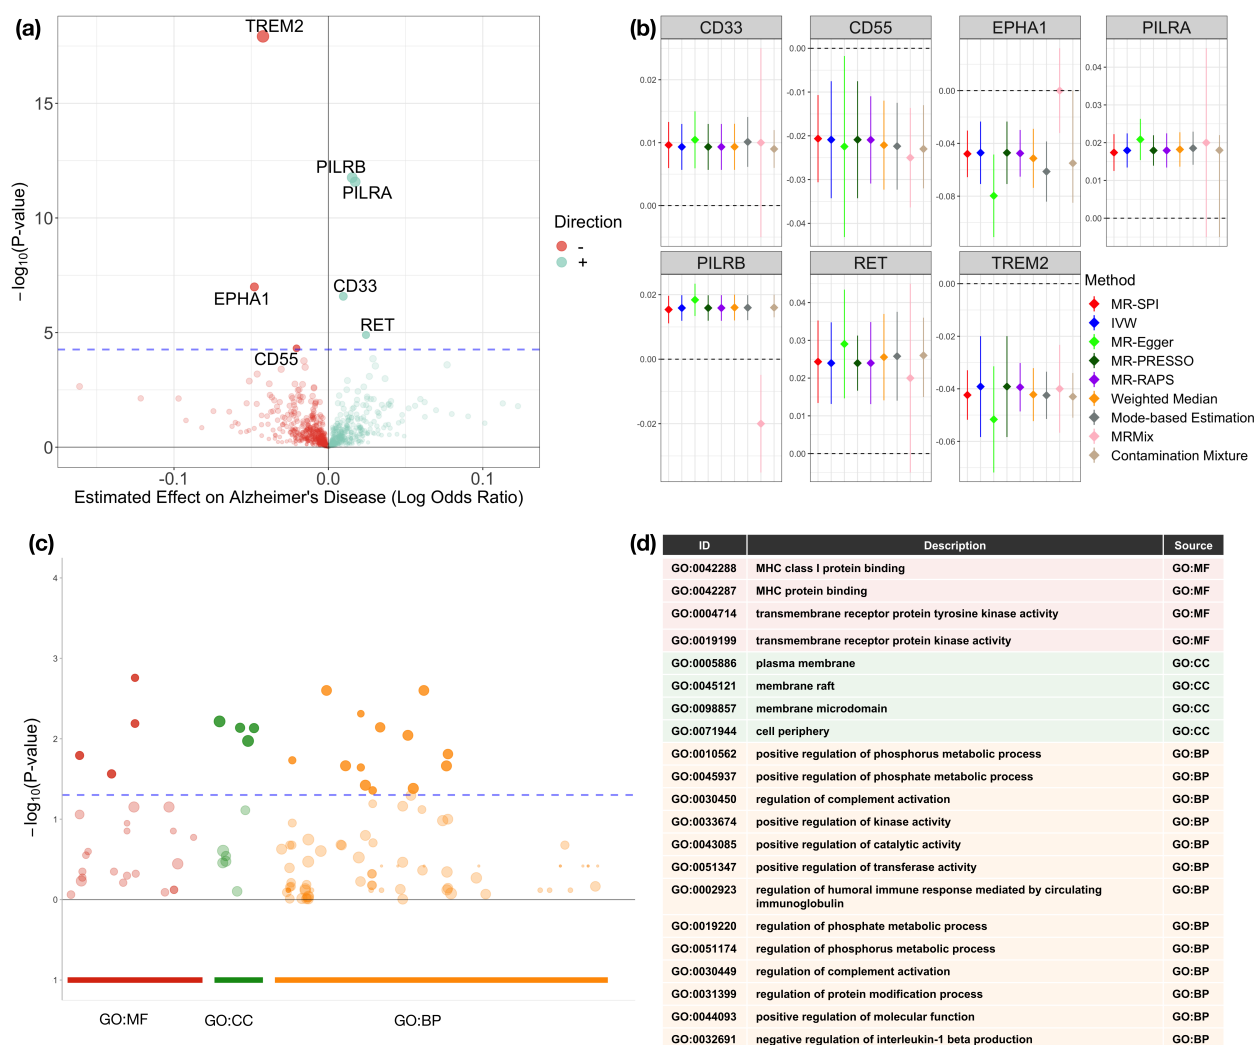 (a)
TREM2
PILRB
PILRA
EPHA1
CD33
RET
CD55
15
10
5
0
-0.1
0.0
0.1
−log10(P-value)
Estimated Effect on Alzheimer's Disease (Log Odds Ratio)
Direction
-
+
(b)
CD33
0.02
0.01
0.00
CD55
0.00
-0.01
-0.02
-0.03
-0.04
EPHA1
0.00
-0.04
-0.08
PILRA
0.04
0.03
0.02
0.01
0.00
PILRB
0.02
0.00
-0.02
RET
0.04
0.03
0.02
0.01
0.00
TREM2
0.00
-0.02
-0.04
-0.06
Method
MR-SPI
IVW
MR-Egger
MR-PRESSO
MR-RAPS
Weighted Median
Mode-based Estimation
MRMix
Contamination Mixture
(c)
4
3
2
1
0
1
−log10(P-value)
GO:MF
GO:CC
GO:BP
(d)
ID Description Source
GO:0042288 MHC class I protein binding GO:MF
GO:0042287 MHC protein binding GO:MF
GO:0004714 transmembrane receptor protein tyrosine kinase activity GO:MF
GO:0019199 transmembrane receptor protein kinase activity GO:MF
GO:0005886 plasma membrane GO:CC
GO:0045121 membrane raft GO:CC
GO:0098857 membrane microdomain GO:CC
GO:0071944 cell periphery GO:CC
GO:0010562 positive regulation of phosphorus metabolic process GO:BP
GO:0045937 positive regulation of phosphate metabolic process GO:BP
GO:0030450 regulation of complement activation GO:BP
GO:0033674 positive regulation of kinase activity GO:BP
GO:0043085 positive regulation of catalytic activity GO:BP
GO:0051347 positive regulation of transferase activity GO:BP
GO:0002923 regulation of humoral immune response mediated by circulating GO:BP
immunoglobulin
GO:0019220 regulation of phosphate metabolic process GO:BP
GO:0051174 regulation of phosphorus metabolic process GO:BP
GO:0030449 regulation of complement activation GO:BP
GO:0031399 regulation of protein modification process GO:BP
GO:0044093 positive regulation of molecular function GO:BP
GO:0032691 negative regulation of interleukin-1 beta production GO:BP